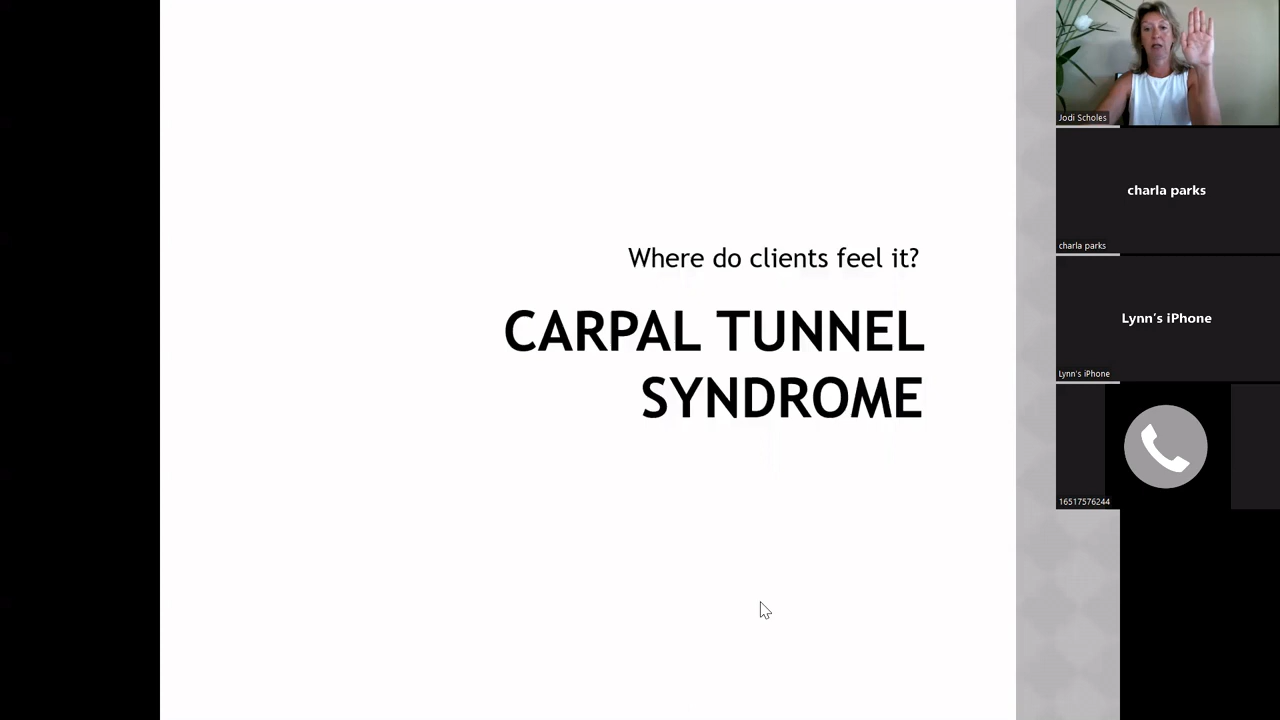 Where do clients feel it?
CARPAL TUNNEL
SYNDROME
Jodi Scholes
charla parks
charla parks
Lynn's iPhone
Lynn's iPhone
16517576244